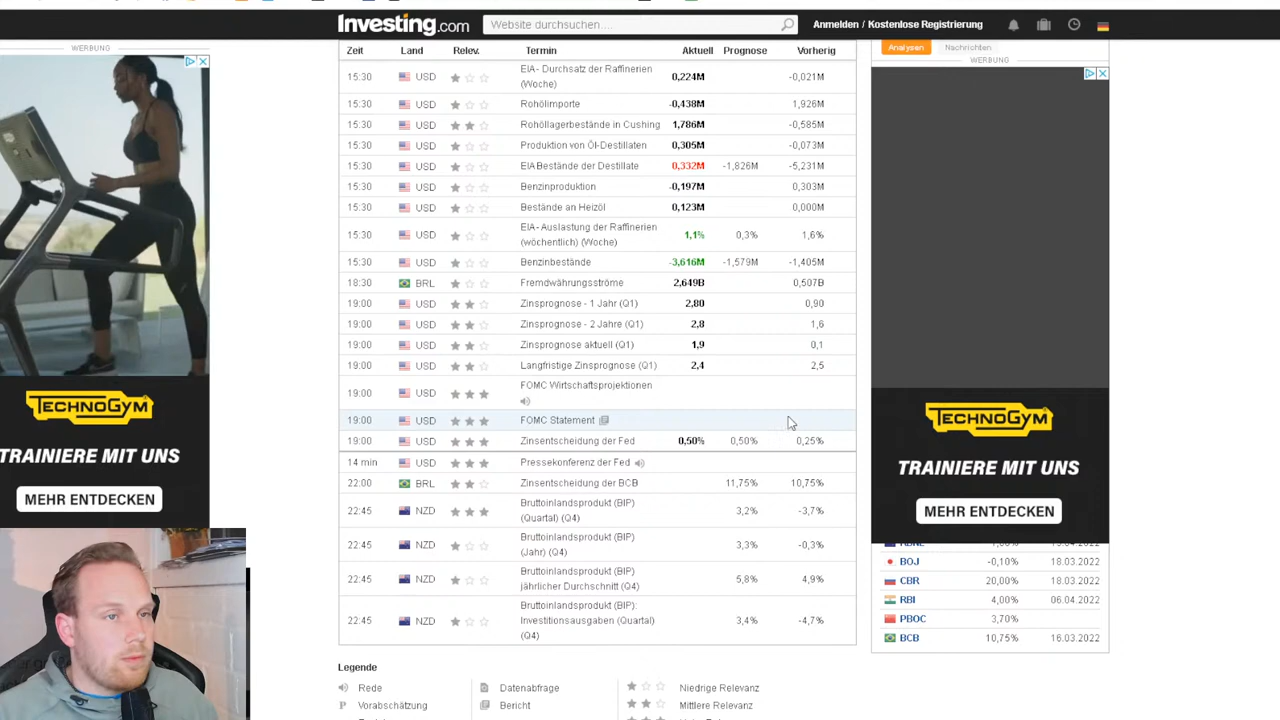 Investing.com
Website durchsuchen....
Anmelden / Kostenlose Registrierung
WERBUNG
Zeit Land Relev. Termin Aktuell Prognose Vorherig
15:30 USD EIA - Durchsatz der Raffinerien (Woche) 0,224M -0,021M
15:30 USD Rohölimporte -0,438M 1,926M
15:30 USD Rohöllagerbestände in Cushing 1,786M -0,585M
15:30 USD Produktion von Öl-Destillaten 0,305M -0,073M
15:30 USD EIA Bestände der Destillate 0,332M -1,826M -5,231M
15:30 USD Benzinproduktion -0,197M 0,303M
15:30 USD Bestände an Heizöl 0,123M 0,000M
15:30 USD EIA - Auslastung der Raffinerien (wöchentlich) (Woche) 1,1% 0,3% 1,6%
15:30 USD Benzinbestände -3,616M -1,579M -1,405M
18:30 BRL Fremdwährungsströme 2,649B 0,507B
19:00 USD Zinsprognose - 1 Jahr (Q1) 2,80 0,90
19:00 USD Zinsprognose - 2 Jahre (Q1) 2,8 1,6
19:00 USD Zinsprognose aktuell (Q1) 1,9 0,1
19:00 USD Langfristige Zinsprognose (Q1) 2,4 2,5
19:00 USD FOMC Wirtschaftsprojektionen
19:00 USD FOMC Statement
19:00 USD Zinsentscheidung der Fed 0,50% 0,50% 0,25%
14 min USD Pressekonferenz der Fed
22:00 BRL Zinsentscheidung der BCB 11,75% 10,75%
22:45 NZD Bruttoinlandsprodukt (BIP) (Quartal) (Q4) 3,2% -3,7%
22:45 NZD Bruttoinlandsprodukt (BIP) (Jahr) (Q4) 3,3% -0,3%
22:45 NZD Bruttoinlandsprodukt (BIP) jährlicher Durchschnitt (Q4) 5,8% 4,9%
22:45 NZD Bruttoinlandsprodukt (BIP): Investitionsausgaben (Quartal) (Q4) 3,4% -4,7%
Legende
Rede
Datenabfrage
Niedrige Relevanz
P Vorabschätzung
Bericht
Mittlere Relevanz
TECHNOGYM
TRAINIERE MIT UNS
MEHR ENTDECKEN
Analysen
Nachrichten
WERBUNG
TECHNOGYM
TRAINIERE MIT UNS
MEHR ENTDECKEN
BOJ -0,10% 18.03.2022
CBR 20,00% 18.03.2022
RBI 4,00% 06.04.2022
PBOC 3,70%
BCB 10,75% 16.03.2022